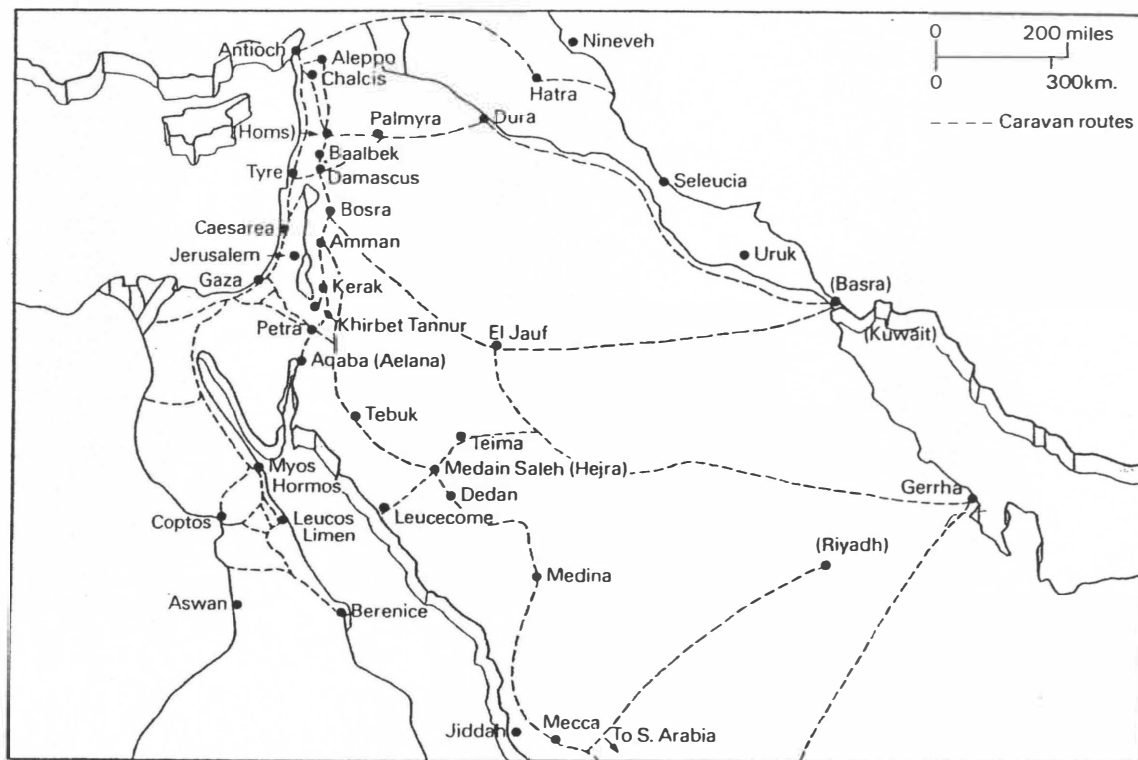 Antioch
Aleppo
Chalcis
Nineveh
Hatra
0 200 miles
0 300km.
Caravan routes
(Homs)
Palmyra
Dura
Baalbek
Tyre
Damascus
Seleucia
Bosra
Caesarea
Amman
Jerusalem
Uruk
Gaza
Kerak
(Basra)
Petra
Khirbet Tannur
El Jauf
(Kuwait)
Aqaba (Aelana)
Tebuk
Teima
Myos
Hormos
Medain Saleh (Hejra)
Dedan
Gerrha
Coptos
Leucos
Limen
Leucecome
(Riyadh)
Medina
Aswan
Berenice
Jiddah
Mecca
To S. Arabia